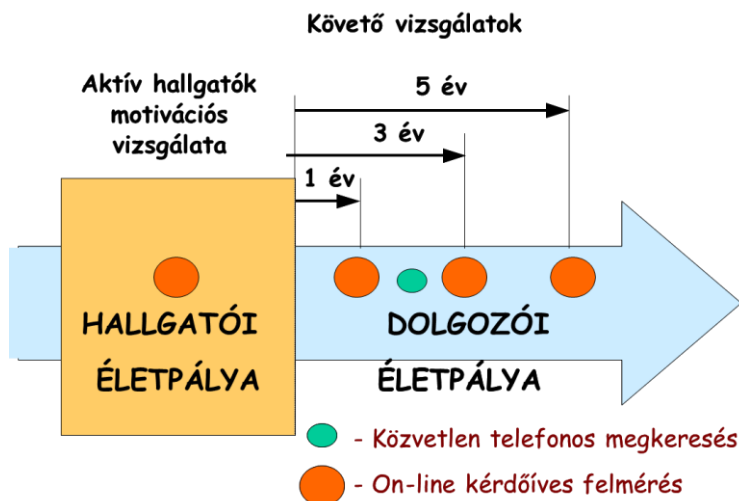 Követő vizsgálatok
Aktív hallgatók
motivációs
vizsgálata
5 év
3 év
1 év
HALLGATÓI
ÉLETPÁLYA
DOLGOZÓI
ÉLETPÁLYA
- Közvetlen telefonos megkeresés
- On-line kérdőíves felmérés